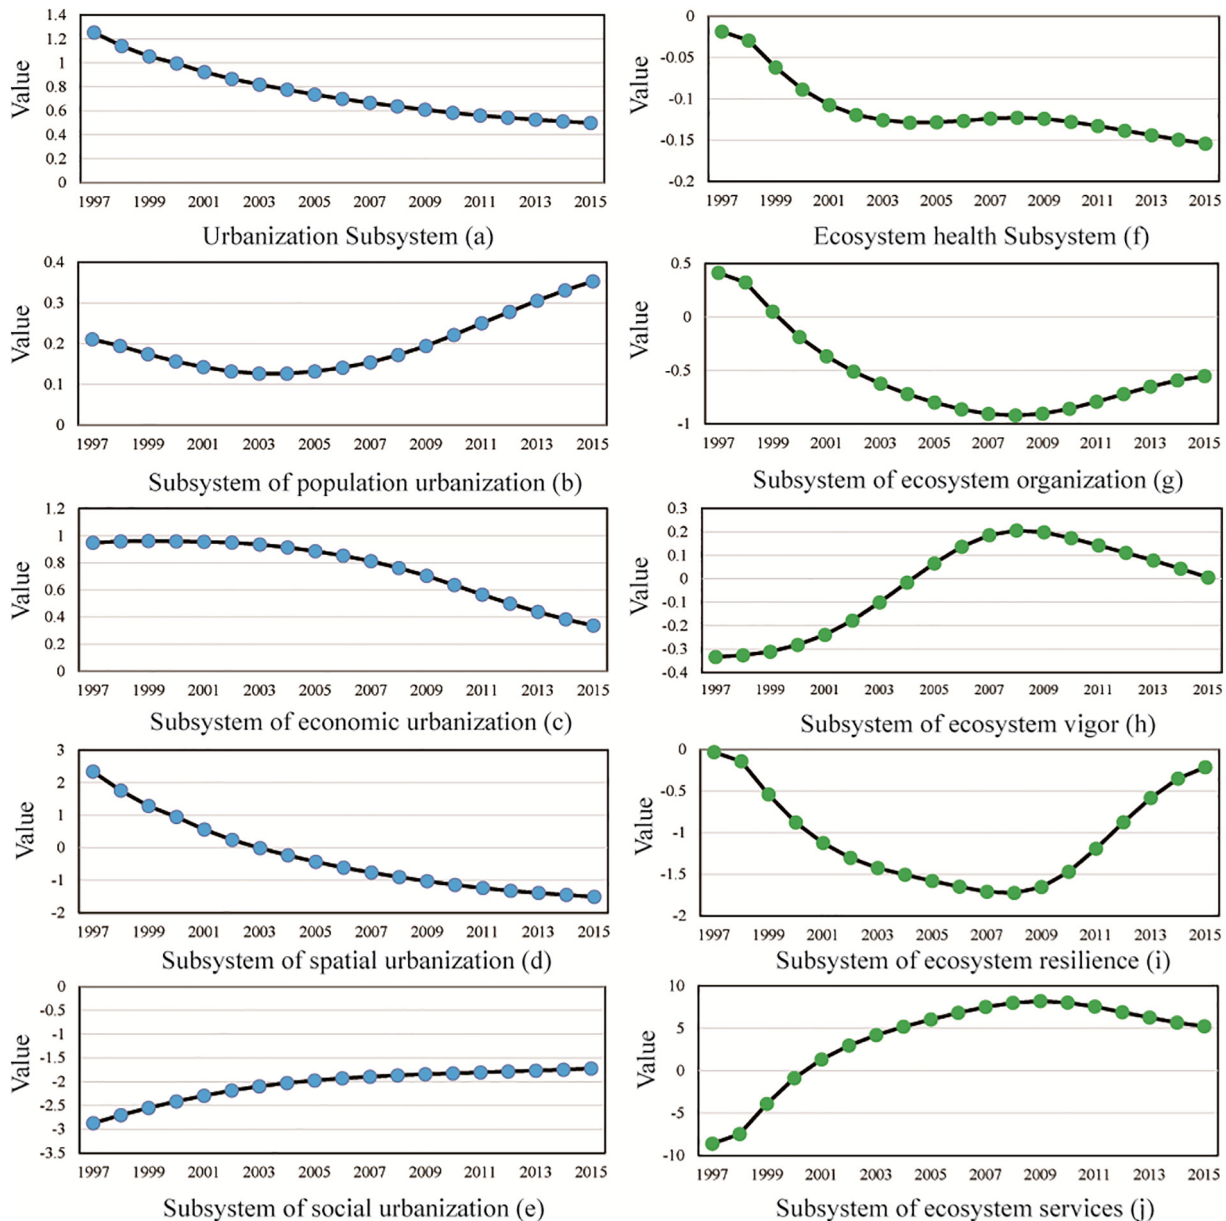 1.4
1.2
1
0.8
0.6
0.4
0.2
0
Value
1997 1999 2001 2003 2005 2007 2009 2011 2013 2015
Urbanization Subsystem (a)
0.4
0.3
0.2
0.1
0
Value
1997 1999 2001 2003 2005 2007 2009 2011 2013 2015
Subsystem of population urbanization (b)
1.2
1
0.8
0.6
0.4
0.2
0
Value
1997 1999 2001 2003 2005 2007 2009 2011 2013 2015
Subsystem of economic urbanization (c)
3
2
1
0
-1
-2
Value
1997 1999 2001 2003 2005 2007 2009 2011 2013 2015
Subsystem of spatial urbanization (d)
0
-0.5
-1
-1.5
-2
-2.5
-3
-3.5
Value
1997 1999 2001 2003 2005 2007 2009 2011 2013 2015
Subsystem of social urbanization (e)
0
-0.05
-0.1
-0.15
-0.2
Value
1997 1999 2001 2003 2005 2007 2009 2011 2013 2015
Ecosystem health Subsystem (f)
0.5
0
-0.5
-1
Value
1997 1999 2001 2003 2005 2007 2009 2011 2013 2015
Subsystem of ecosystem organization (g)
0.3
0.2
0.1
0
-0.1
-0.2
-0.3
-0.4
Value
1997 1999 2001 2003 2005 2007 2009 2011 2013 2015
Subsystem of ecosystem vigor (h)
0
-0.5
-1
-1.5
-2
Value
1997 1999 2001 2003 2005 2007 2009 2011 2013 2015
Subsystem of ecosystem resilience (i)
10
5
0
-5
-10
Value
1997 1999 2001 2003 2005 2007 2009 2011 2013 2015
Subsystem of ecosystem services (j)